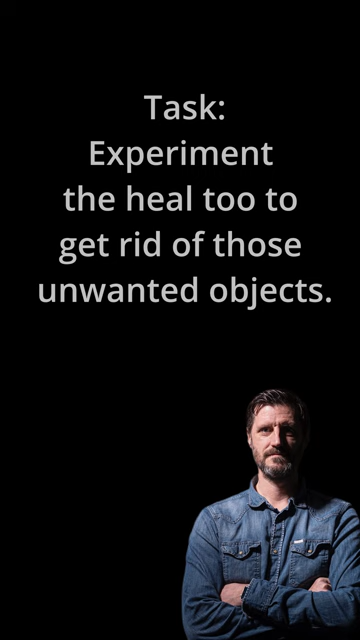 Task:
Experiment
the heal too to
get rid of those
unwanted objects.